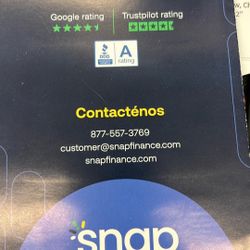 Google rating
Trustpilot rating
BBB
A
rating
Contacténos
877-557-3769
customer@snapfinance.com
snapfinance.com
snap